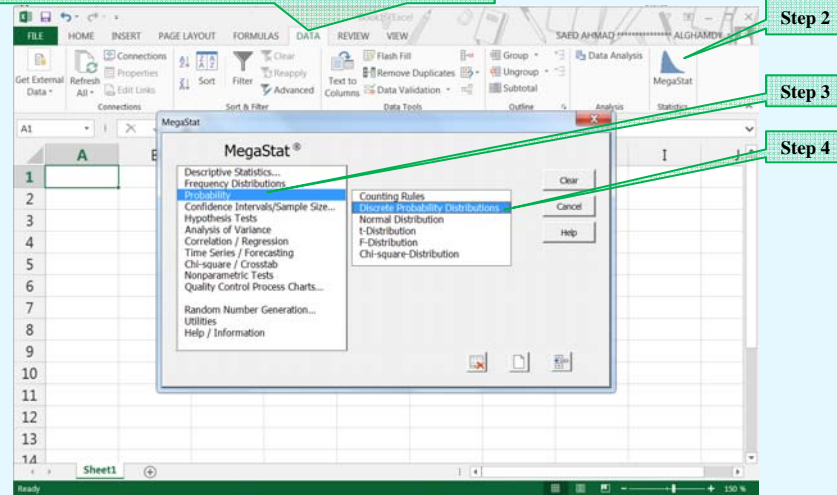 Step 2
Book1 - Excel
FILE HOME INSERT PAGE LAYOUT FORMULAS DATA REVIEW VIEW SAED AHMAD ALGHAMDI
Get External Data
Refresh All
Connections
Properties
Edit Links
Connections
Sort
Filter
Clear
Reapply
Advanced
Sort & Filter
Text to Columns
Flash Fill
Remove Duplicates
Data Validation
Data Tools
Group
Ungroup
Subtotal
Outline
Data Analysis
Analysis
MegaStat
Statistics
Step 3
A1
MegaStat
Step 4
A I J
MegaStat ®
Descriptive Statistics...
Frequency Distributions
Probability
Confidence Intervals/Sample Size...
Hypothesis Tests
Analysis of Variance
Correlation / Regression
Time Series / Forecasting
Chi-square / Crosstab
Nonparametric Tests
Quality Control Process Charts...
Random Number Generation...
Utilities
Help / Information
Counting Rules
Discrete Probability Distributions
Normal Distribution
t-Distribution
F-Distribution
Chi-square-Distribution
Clear
Cancel
Help
1
2
3
4
5
6
7
8
9
10
11
12
13
14
Sheet1
Ready
150 %